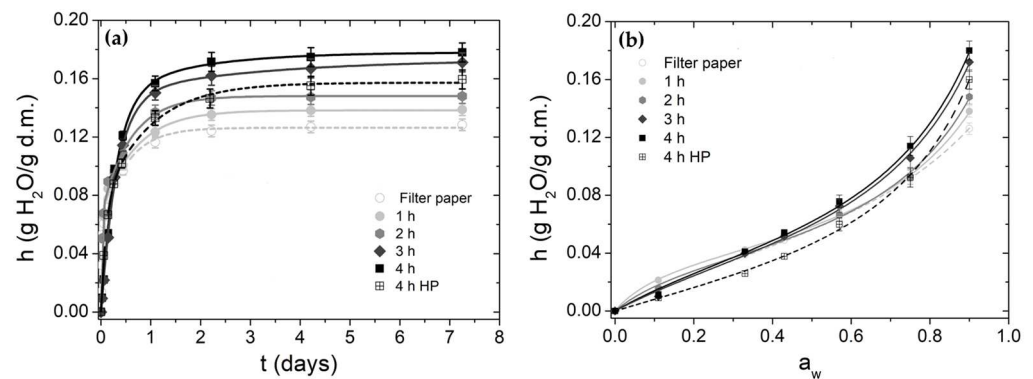 (a)
h (g H₂O/g d.m.)
0.20
0.16
0.12
0.08
0.04
0.00
Filter paper
1 h
2 h
3 h
4 h
4 h HP
0 1 2 3 4 5 6 7 8
t (days)
(b)
h (g H₂O/g d.m.)
0.20
0.16
0.12
0.08
0.04
0.00
Filter paper
1 h
2 h
3 h
4 h
4 h HP
0.0 0.2 0.4 0.6 0.8 1.0
a_w